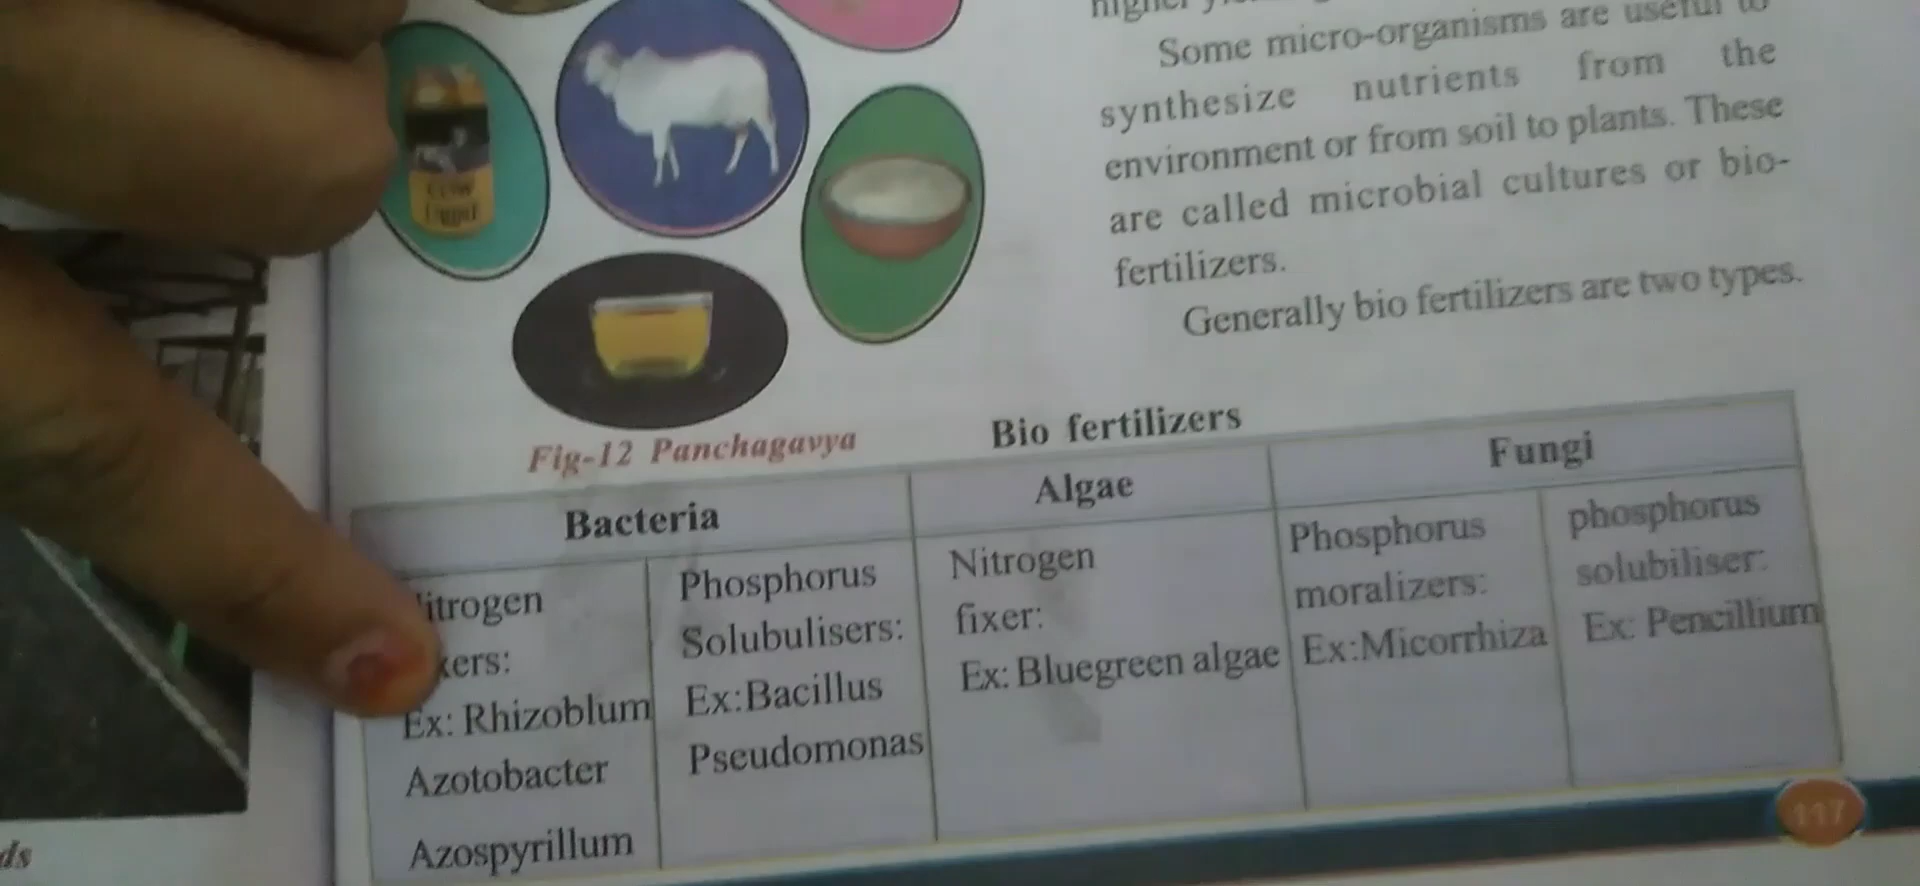 Some micro-organisms are useful to
synthesize nutrients from the
environment or from soil to plants. These
are called microbial cultures or bio-
fertilizers.
Generally bio fertilizers are two types.
Fig-12 Panchagavya
Bio fertilizers
Bacteria
Algae
Fungi
itrogen
kers:
Ex: Rhizoblum
Azotobacter
Azospyrillum
Phosphorus
Solubulisers:
Ex:Bacillus
Pseudomonas
Nitrogen
fixer:
Ex: Bluegreen algae
Phosphorus
moralizers:
Ex:Micorrhiza
phosphorus
solubiliser:
Ex: Pencillium
117
ds